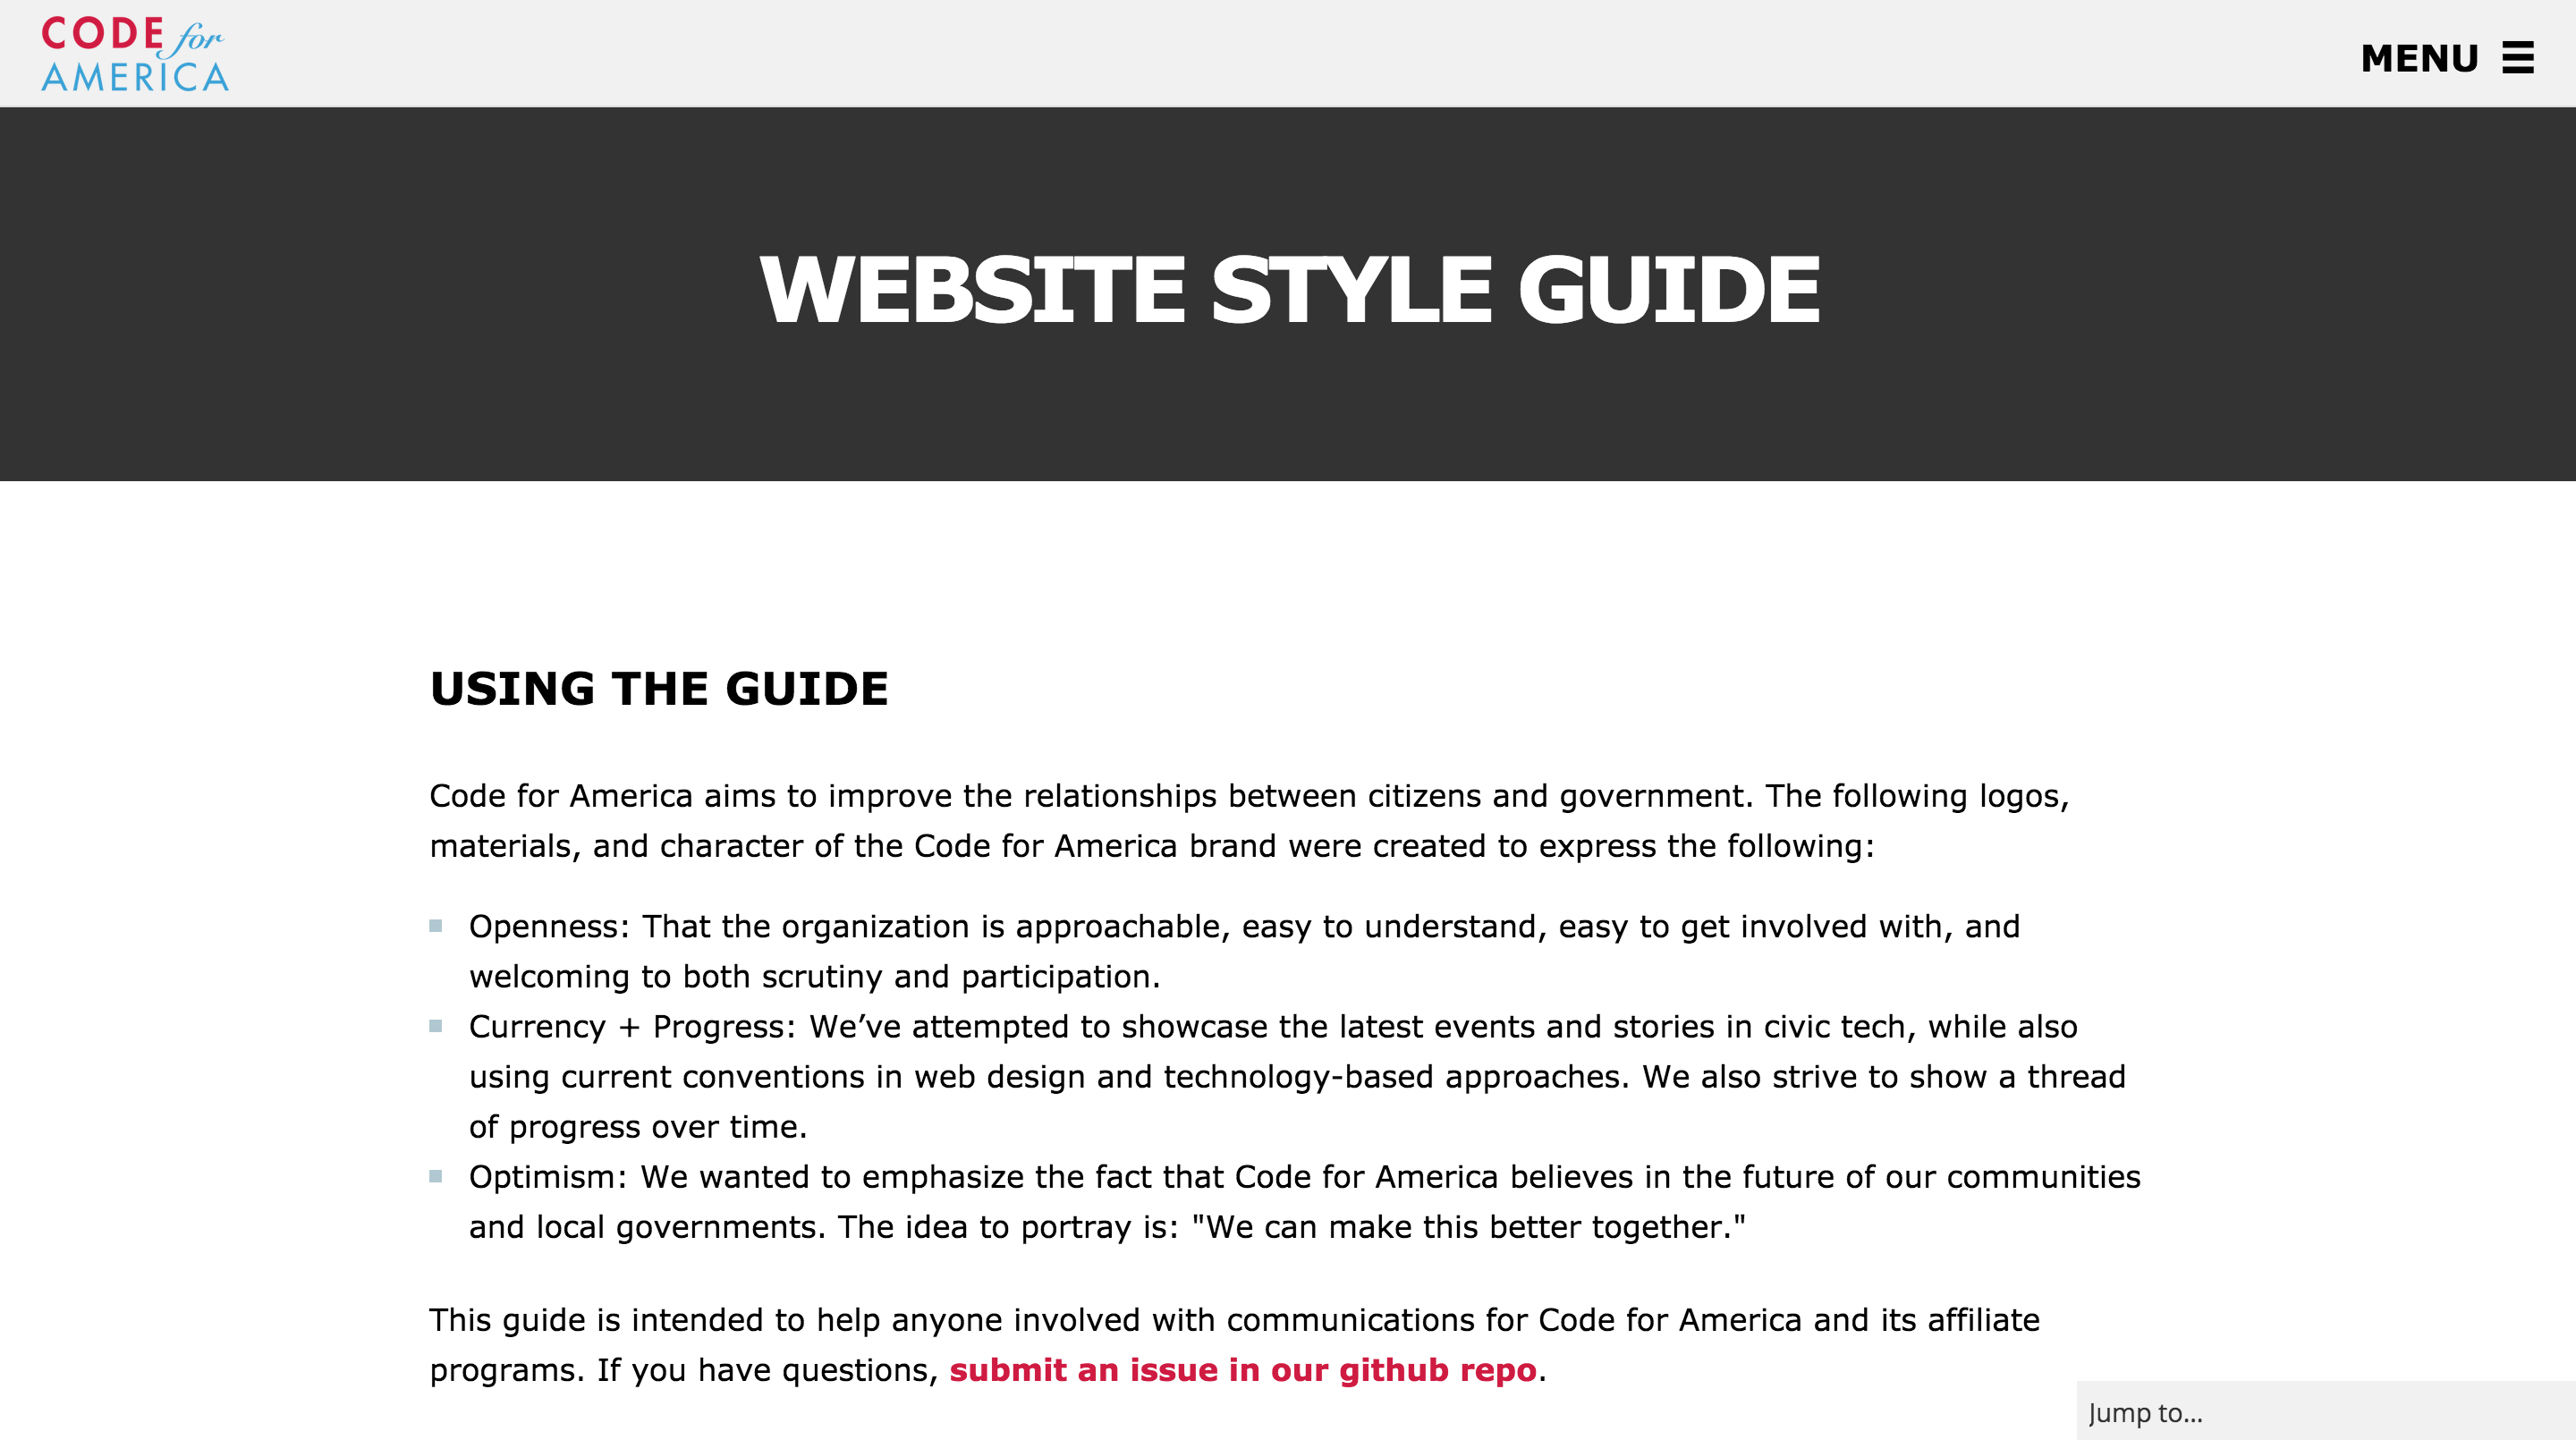 CODE for
AMERICA
MENU
WEBSITE STYLE GUIDE
USING THE GUIDE
Code for America aims to improve the relationships between citizens and government. The following logos,
materials, and character of the Code for America brand were created to express the following:
Openness: That the organization is approachable, easy to understand, easy to get involved with, and
welcoming to both scrutiny and participation.
Currency + Progress: We’ve attempted to showcase the latest events and stories in civic tech, while also
using current conventions in web design and technology-based approaches. We also strive to show a thread
of progress over time.
Optimism: We wanted to emphasize the fact that Code for America believes in the future of our communities
and local governments. The idea to portray is: "We can make this better together."
This guide is intended to help anyone involved with communications for Code for America and its affiliate
programs. If you have questions, submit an issue in our github repo.
Jump to...